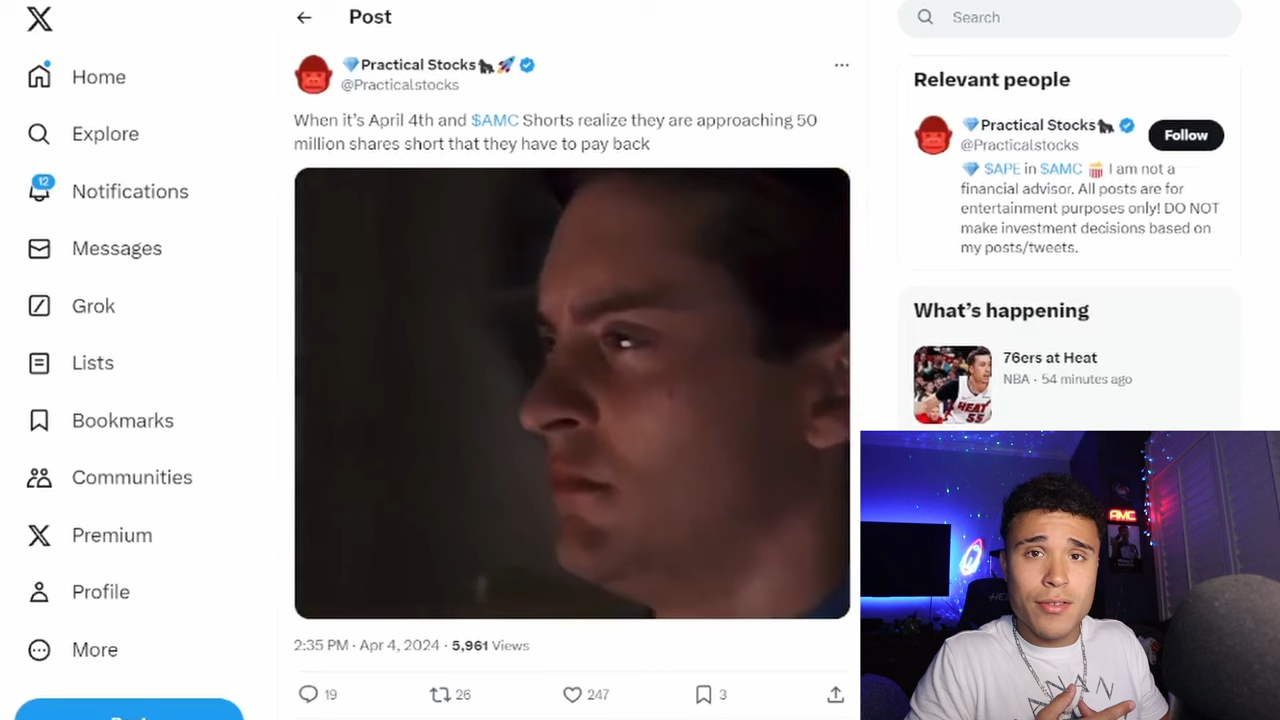 Post
Search
Home
Explore
12
Notifications
Messages
Grok
Lists
Bookmarks
Communities
Premium
Profile
More
💎Practical Stocks🦍🚀
@Practicalstocks
When it's April 4th and $AMC Shorts realize they are approaching 50
million shares short that they have to pay back
2:35 PM · Apr 4, 2024 · 5,961 Views
19
26
247
3
Relevant people
💎Practical Stocks🦍
@Practicalstocks
Follow
💎 $APE in $AMC 🍿 I am not a
financial advisor. All posts are for
entertainment purposes only! DO NOT
make investment decisions based on
my posts/tweets.
What's happening
76ers at Heat
NBA · 54 minutes ago
HEAT
55
AMC